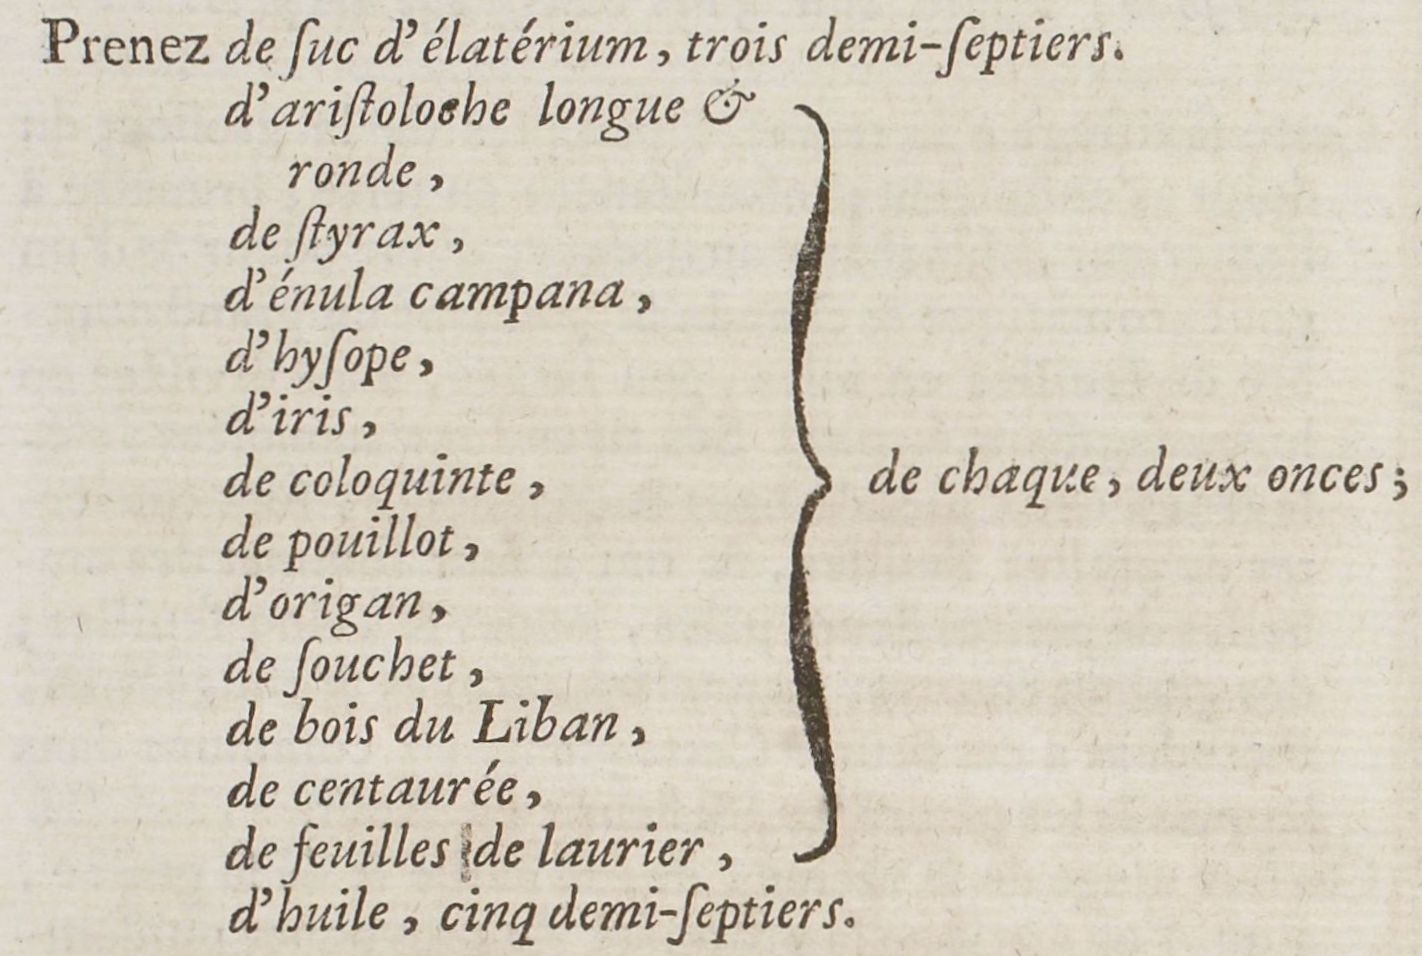 Prenez de ſuc d'élatérium, trois demi-ſeptiers.
d'ariſtoloche longue &
ronde,
de ſtyrax,
d'énula campana,
d'hyſope,
d'iris,
de coloquinte,
de chaque, deux onces;
de pouillot,
d'origan,
de ſouchet,
de bois du Liban,
de centaurée,
de feuilles de laurier,
d'huile, cinq demi-ſeptiers.